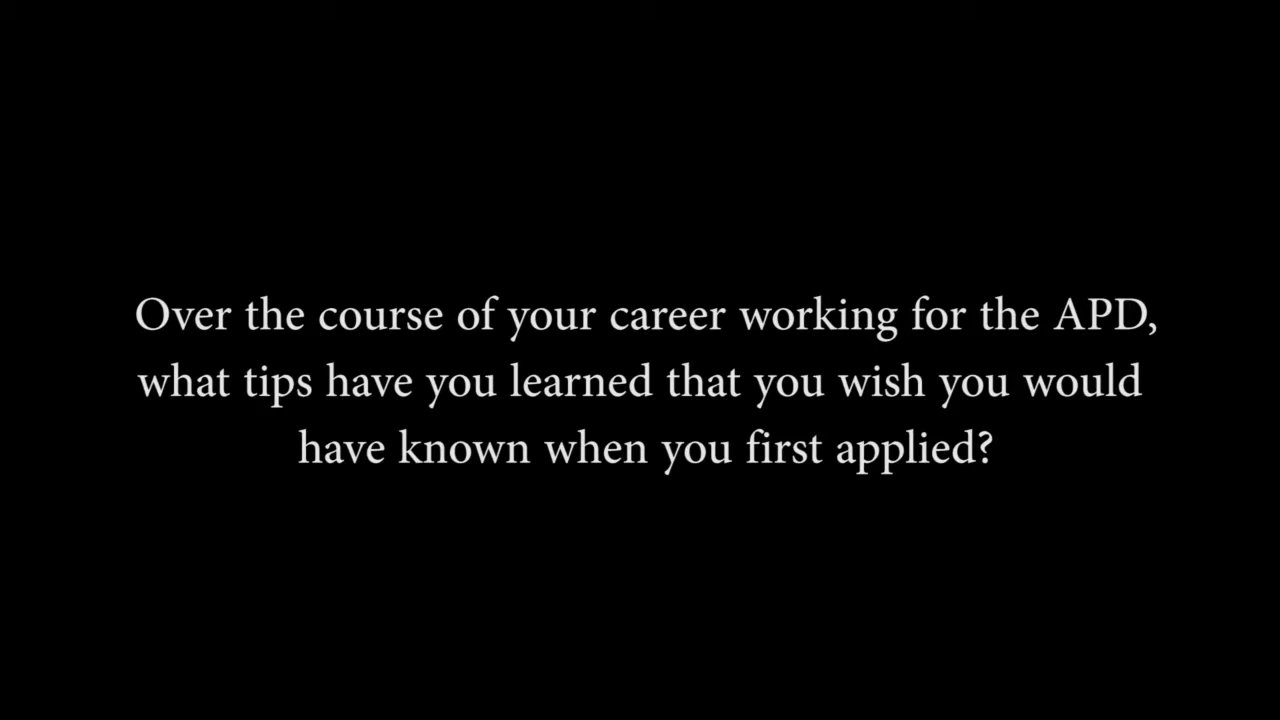 Over the course of your career working for the APD,
what tips have you learned that you wish you would
have known when you first applied?